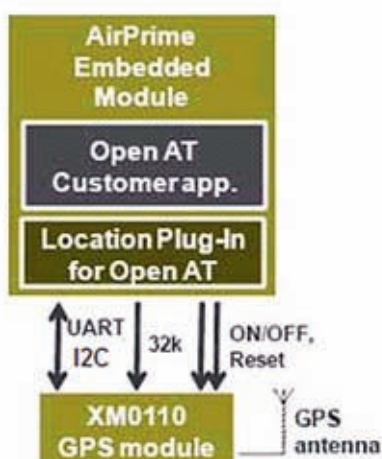 AirPrime
Embedded
Module
Open AT
Customer app.
Location Plug-In
for Open AT
UART
I2C
32k
ON/OFF,
Reset
XM0110
GPS module
GPS
antenna